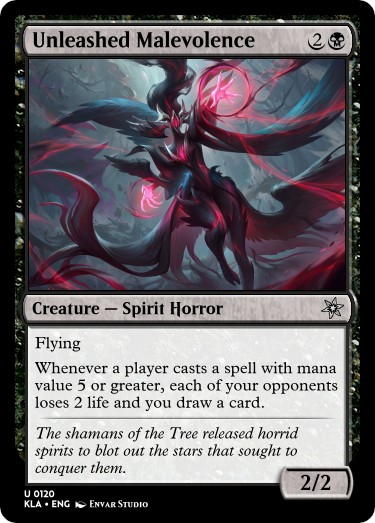 Unleashed Malevolence 2
Creature — Spirit Horror
Flying
Whenever a player casts a spell with mana
value 5 or greater, each of your opponents
loses 2 life and you draw a card.
The shamans of the Tree released horrid
spirits to blot out the stars that sought to
conquer them.
2/2
U 0120
KLA • ENG Envar Studio